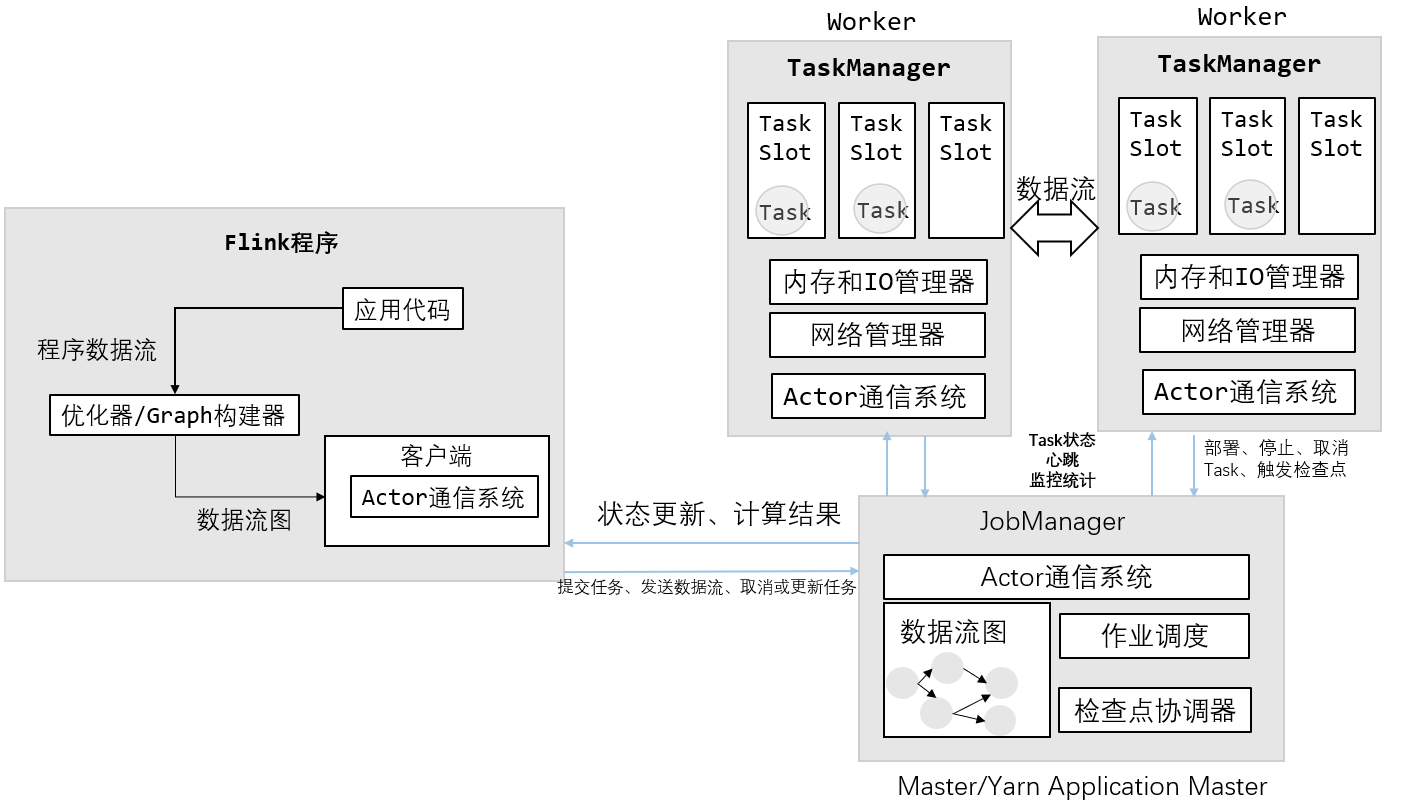 Flink程序
应用代码
程序数据流
优化器/Graph构建器
客户端
Actor通信系统
数据流图
Worker
TaskManager
Task
Slot
Task
Task
Slot
Task
Task
Slot
内存和IO管理器
网络管理器
Actor通信系统
数据流
Worker
TaskManager
Task
Slot
Task
Task
Slot
Task
Task
Slot
内存和IO管理器
网络管理器
Actor通信系统
Task状态
心跳
监控统计
部署、停止、取消
Task、触发检查点
状态更新、计算结果
提交任务、发送数据流、取消或更新任务
JobManager
Actor通信系统
数据流图
作业调度
检查点协调器
Master/Yarn Application Master